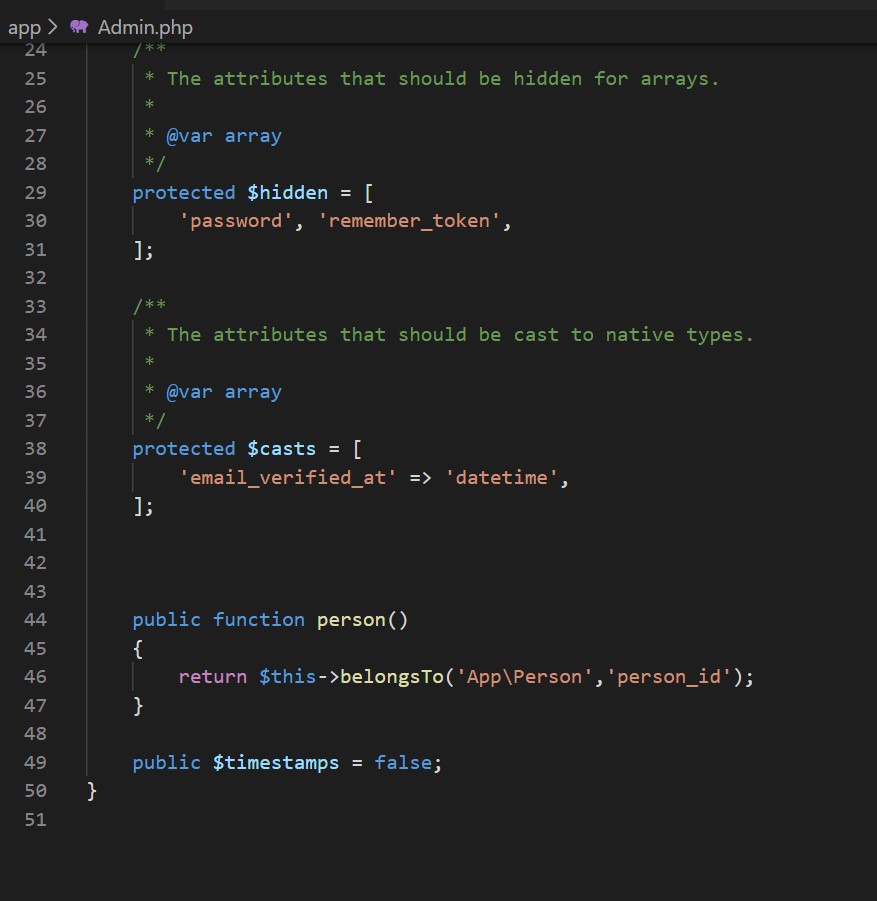 app > Admin.php
24 /**
25 * The attributes that should be hidden for arrays.
26 *
27 * @var array
28 */
29 protected $hidden = [
30 'password', 'remember_token',
31 ];
32
33 /**
34 * The attributes that should be cast to native types.
35 *
36 * @var array
37 */
38 protected $casts = [
39 'email_verified_at' => 'datetime',
40 ];
41
42
43
44 public function person()
45 {
46 return $this->belongsTo('App\Person','person_id');
47 }
48
49 public $timestamps = false;
50 }
51